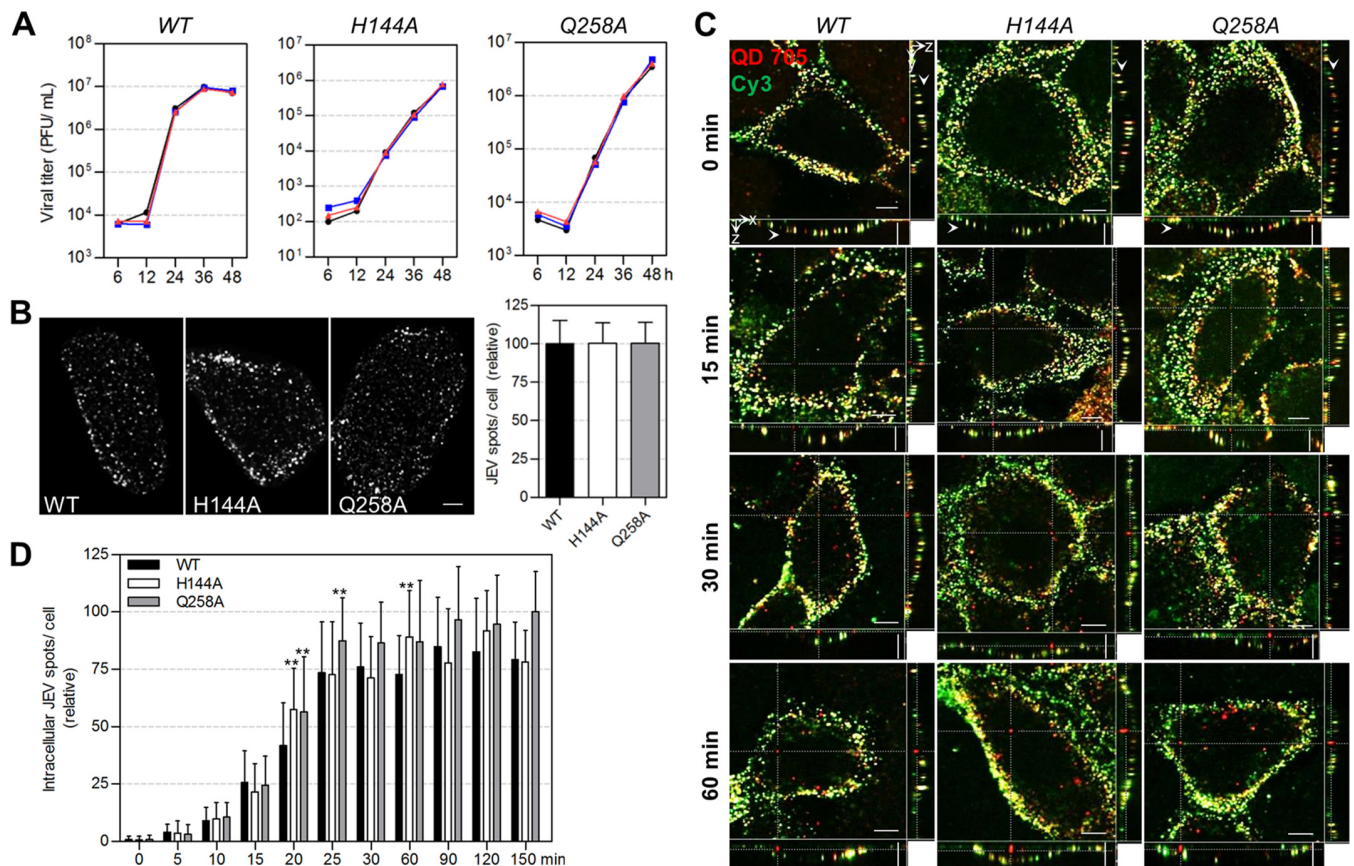 A
WT
H144A
Q258A
Viral titer (PFU/ mL)
10⁸
10⁷
10⁶
10⁵
10⁴
10³
10⁷
10⁶
10⁵
10⁴
10³
10²
10¹
10⁷
10⁶
10⁵
10⁴
10³
6 12 24 36 48
6 12 24 36 48
6 12 24 36 48 h
B
WT
H144A
Q258A
JEV spots/ cell (relative)
125
100
75
50
25
0
WT
H144A
Q258A
C
WT
H144A
Q258A
QD 705
Cy3
z
y
x
z
0 min
15 min
30 min
60 min
D
WT
H144A
Q258A
Intracellular JEV spots/ cell
(relative)
125
100
75
50
25
0
**
**
**
**
0 5 10 15 20 25 30 60 90 120 150 min